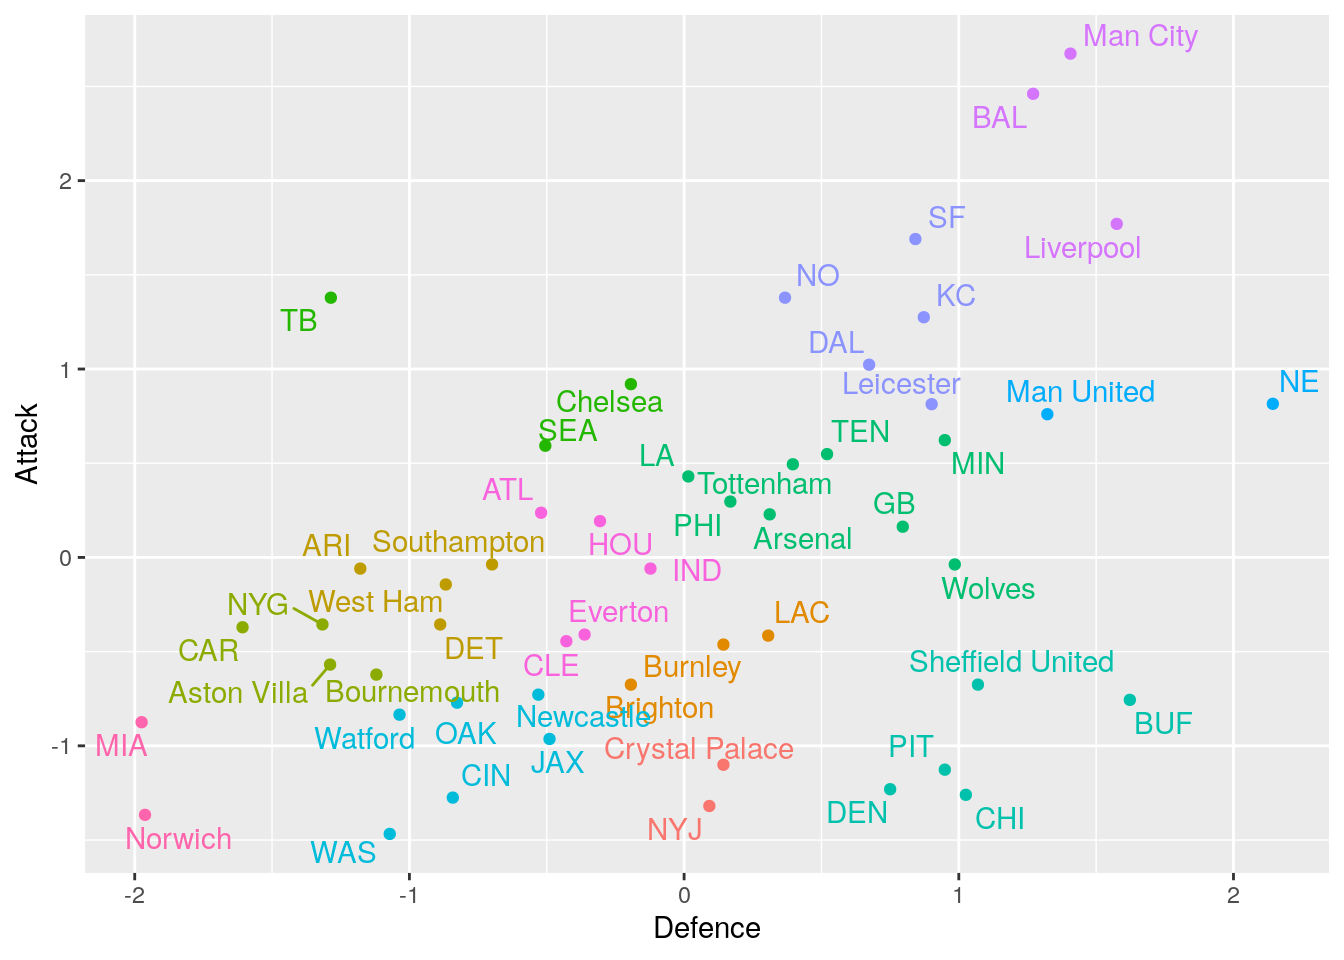 Man City
BAL
2
SF
Liverpool
NO
KC
TB
DAL
1
Leicester
Man United
NE
Chelsea
SEA
TEN
LA
MIN
Attack
Tottenham
ATL
GB
PHI
Arsenal
ARI
Southampton
HOU
0
IND
Wolves
NYG
West Ham
Everton
LAC
CAR
DET
CLE
Burnley
Sheffield United
Aston Villa
Bournemouth
Brighton
Newcastle
BUF
MIA
Watford
OAK
-1
Crystal Palace
PIT
JAX
CIN
DEN
CHI
Norwich
NYJ
WAS
-2
-1
0
1
2
Defence